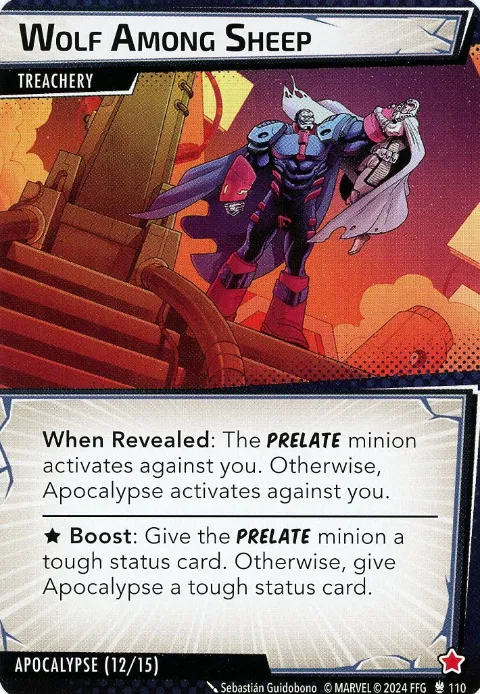 Wolf Among Sheep
TREACHERY
When Revealed: The PRELATE minion
activates against you. Otherwise,
Apocalypse activates against you.
★ Boost: Give the PRELATE minion a
tough status card. Otherwise, give
Apocalypse a tough status card.
APOCALYPSE (12/15)
Sebastián Guidobono © MARVEL © 2024 FFG 110